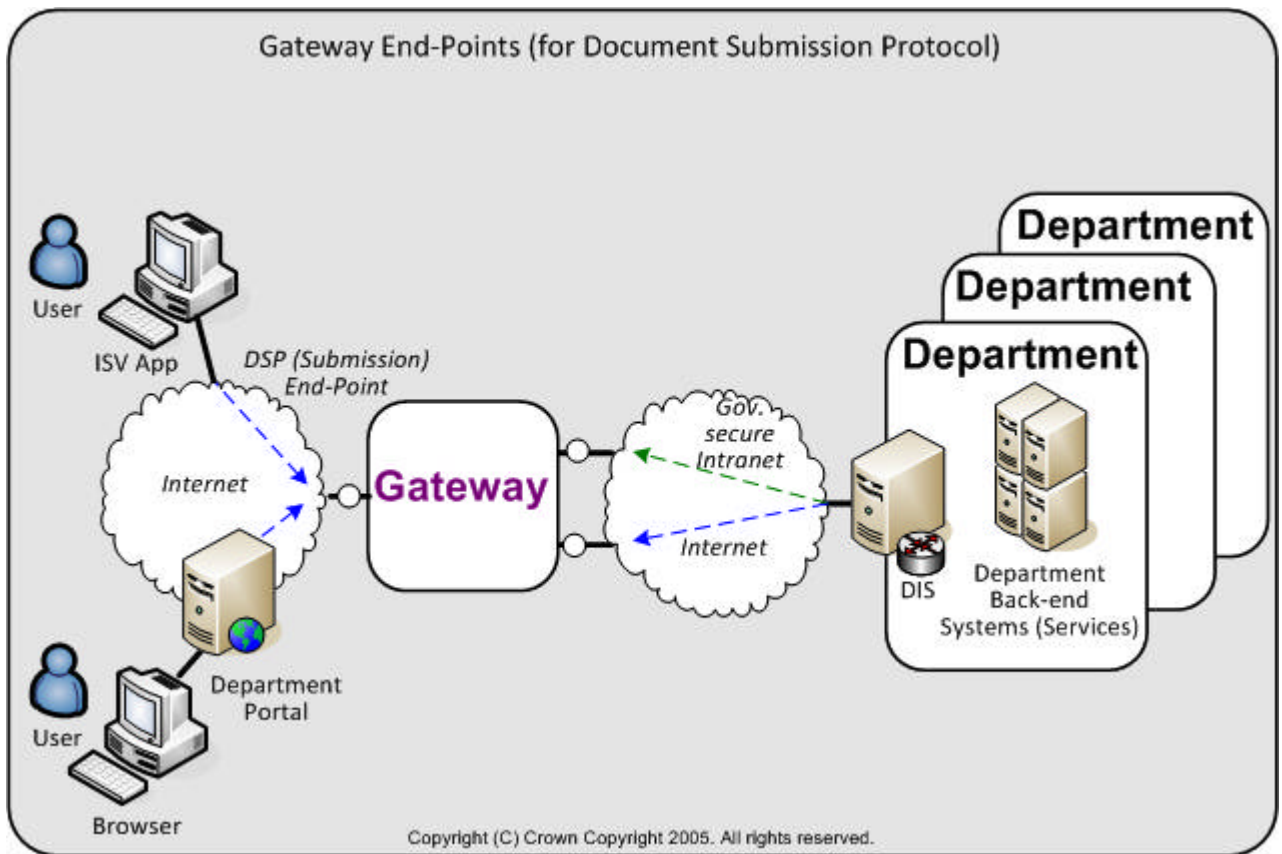 Gateway End-Points (for Document Submission Protocol)
User
ISV App
DSP (Submission)
End-Point
Internet
Gateway
Gov.
secure
Intranet
Internet
Department
Department
Department
DIS
Department
Back-end
Systems (Services)
Department
Portal
User
Browser
Copyright (C) Crown Copyright 2005. All rights reserved.